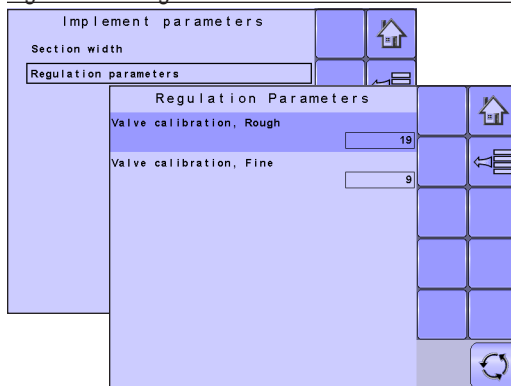 Implement parameters
Section width
Regulation parameters
Regulation Parameters
Valve calibration, Rough
19
Valve calibration, Fine
9